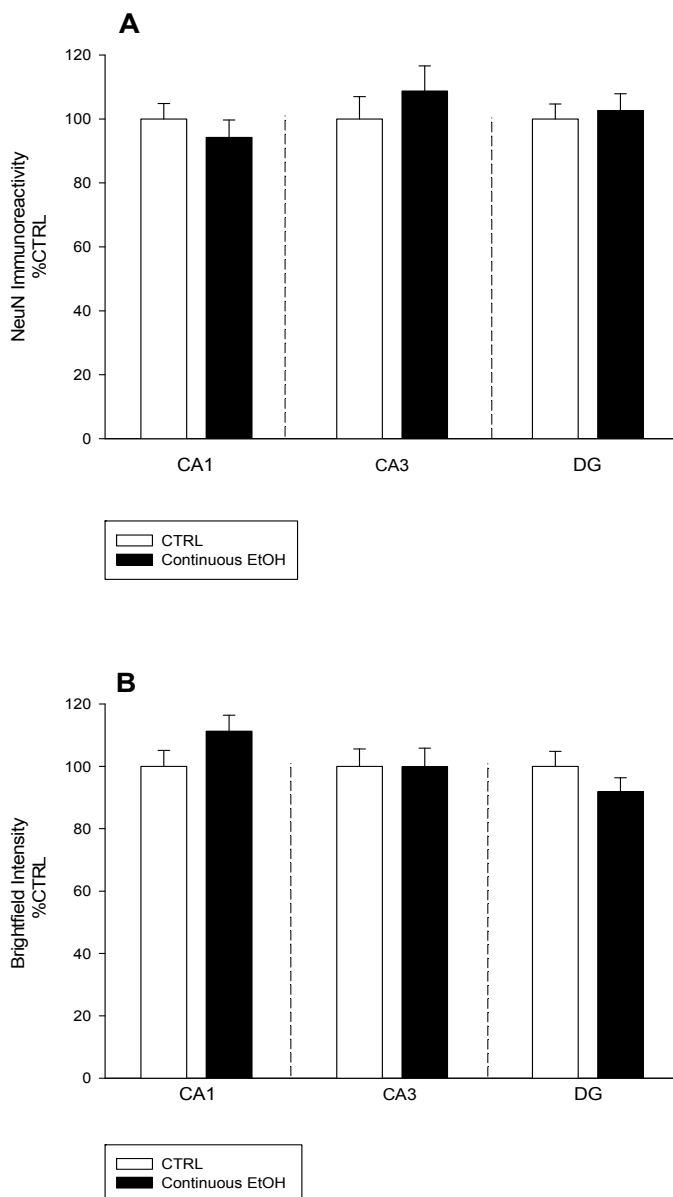 A
NeuN Immunoreactivity
%CTRL
120
100
80
60
40
20
0
CA1
CA3
DG
CTRL
Continuous EtOH
B
Brightfield Intensity
%CTRL
120
100
80
60
40
20
0
CA1
CA3
DG
CTRL
Continuous EtOH